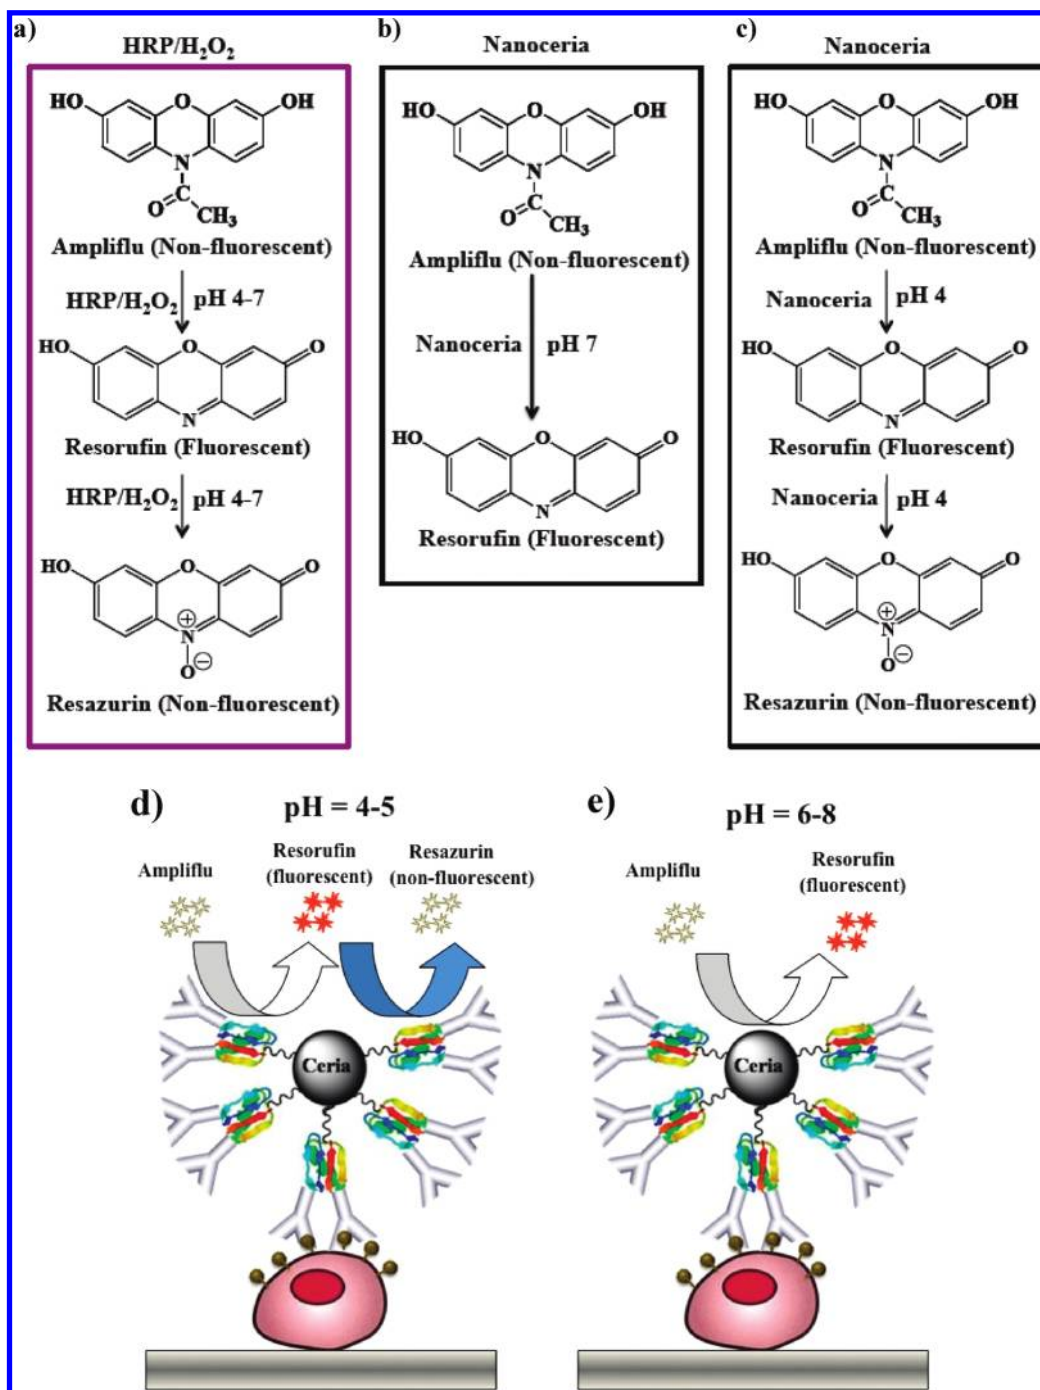 a)
HRP/H₂O₂
HO
O
OH
N
C
O
CH₃
Ampliflu (Non-fluorescent)
HRP/H₂O₂
pH 4-7
HO
O
O
N
Resorufin (Fluorescent)
HRP/H₂O₂
pH 4-7
HO
O
O
⊕
N
O⊖
Resazurin (Non-fluorescent)
b)
Nanoceria
HO
O
OH
N
C
O
CH₃
Ampliflu (Non-fluorescent)
Nanoceria
pH 7
HO
O
O
N
Resorufin (Fluorescent)
c)
Nanoceria
HO
O
OH
N
C
O
CH₃
Ampliflu (Non-fluorescent)
Nanoceria
pH 4
HO
O
O
N
Resorufin (Fluorescent)
Nanoceria
pH 4
HO
O
O
⊕
N
O⊖
Resazurin (Non-fluorescent)
d)
pH = 4-5
Ampliflu
Resorufin
(fluorescent)
Resazurin
(non-fluorescent)
Ceria
e)
pH = 6-8
Ampliflu
Resorufin
(fluorescent)
Ceria